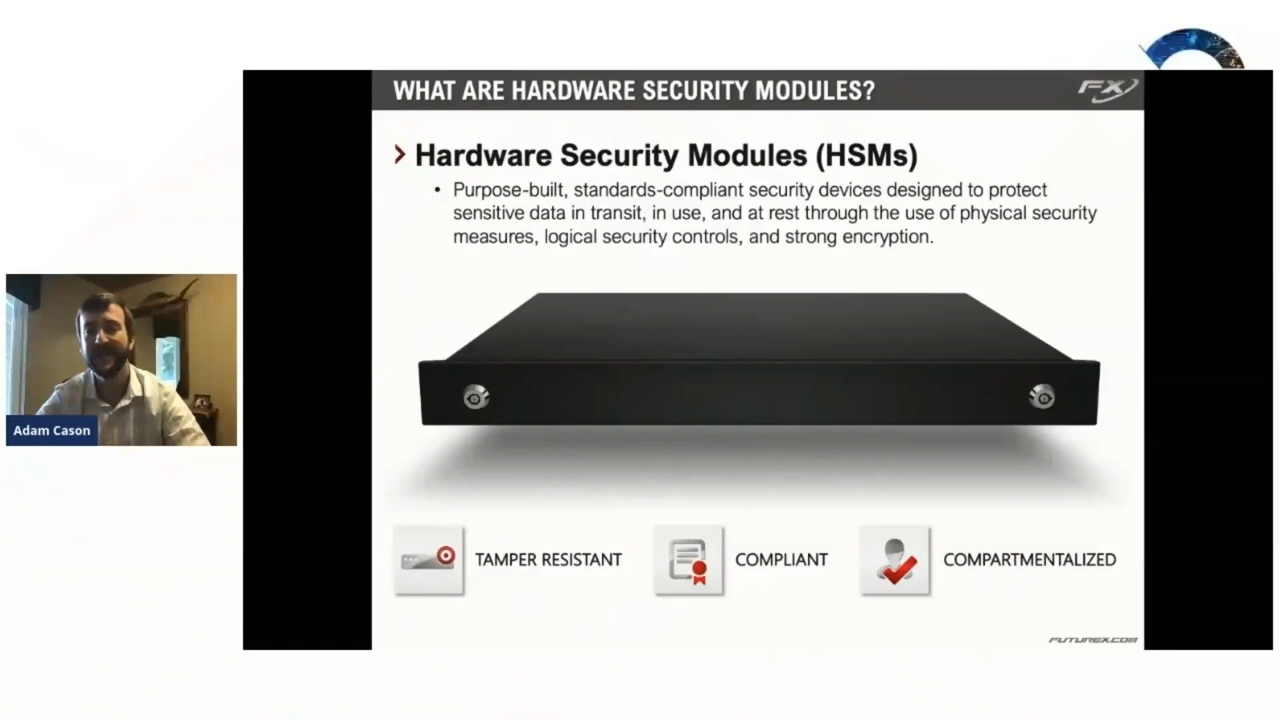 WHAT ARE HARDWARE SECURITY MODULES?
FX
Hardware Security Modules (HSMs)
• Purpose-built, standards-compliant security devices designed to protect
sensitive data in transit, in use, and at rest through the use of physical security
measures, logical security controls, and strong encryption.
Adam Cason
TAMPER RESISTANT
COMPLIANT
COMPARTMENTALIZED
FUTUREX.COM